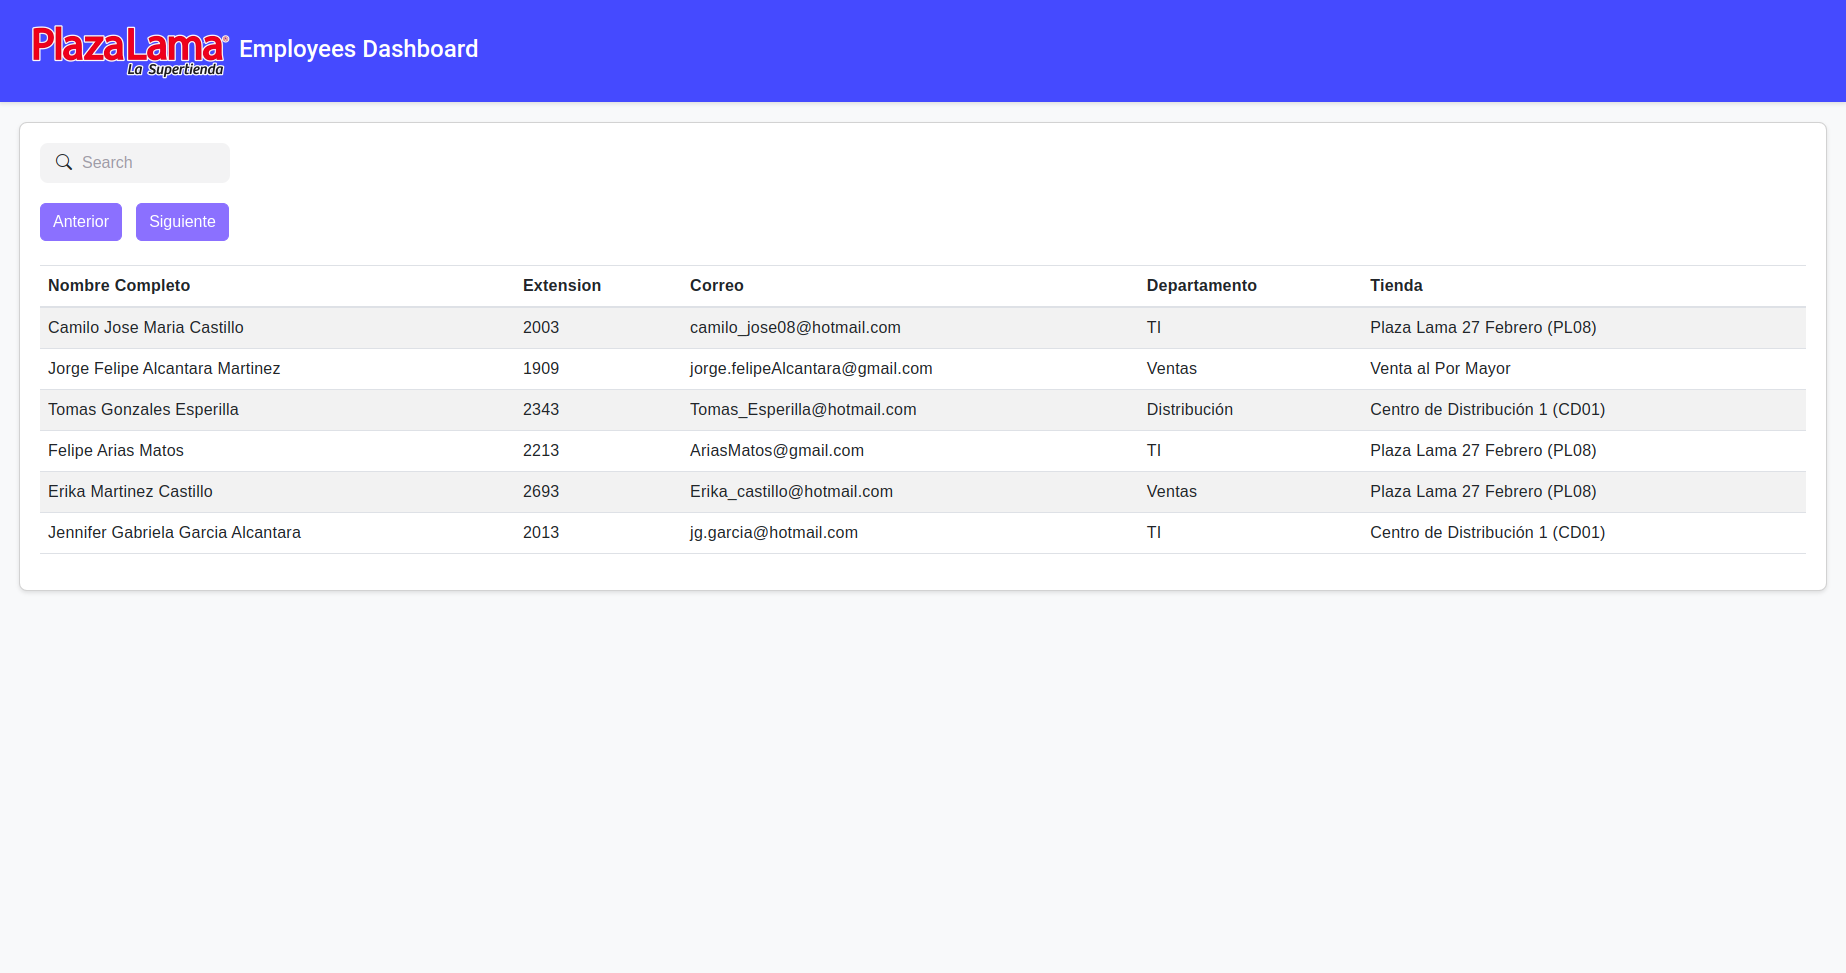 PlazaLama®
La Supertienda
Employees Dashboard
Search
Anterior Siguiente
Nombre Completo Extension Correo Departamento Tienda
Camilo Jose Maria Castillo 2003 camilo_jose08@hotmail.com TI Plaza Lama 27 Febrero (PL08)
Jorge Felipe Alcantara Martinez 1909 jorge.felipeAlcantara@gmail.com Ventas Venta al Por Mayor
Tomas Gonzales Esperilla 2343 Tomas_Esperilla@hotmail.com Distribución Centro de Distribución 1 (CD01)
Felipe Arias Matos 2213 AriasMatos@gmail.com TI Plaza Lama 27 Febrero (PL08)
Erika Martinez Castillo 2693 Erika_castillo@hotmail.com Ventas Plaza Lama 27 Febrero (PL08)
Jennifer Gabriela Garcia Alcantara 2013 jg.garcia@hotmail.com TI Centro de Distribución 1 (CD01)